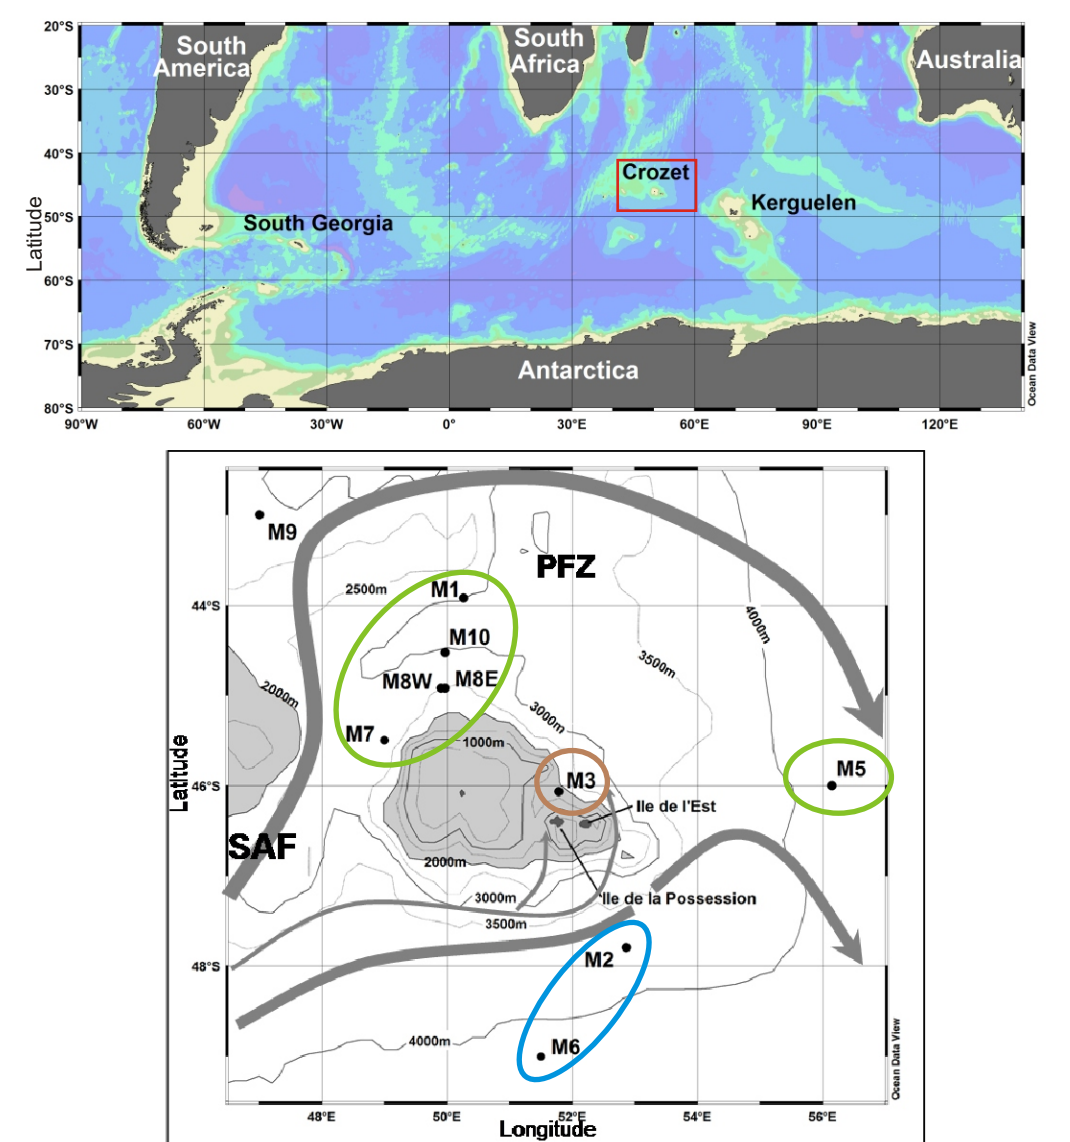 20°S
30°S
40°S
50°S
60°S
70°S
80°S
Latitude
South
America
South
Africa
Australia
Crozet
Kerguelen
South Georgia
Antarctica
Ocean Data View
90°W
60°W
30°W
0°
30°E
60°E
90°E
120°E
M9
PFZ
2500m
M1
44°S
4000m
M10
3500m
M8W
M8E
2000m
3000m
M7
1000m
Latitude
M5
46°S
M3
Ile de l'Est
SAF
2000m
3000m
Ile de la Possession
3500m
M2
48°S
4000m
M6
Ocean Data View
48°E
50°E
52°E
54°E
56°E
Longitude